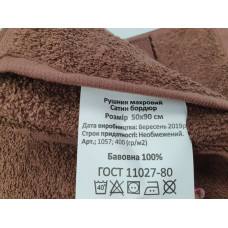 Рушник махровий
Сатин бордюр
Розмір 50х90 см
Дата виробництва: вересень 2019р.
Строк придатності: Необмежений.
Арт.: 1057; 400 (гр/м2)
Бавовна 100%
ГОСТ 11027-80
40